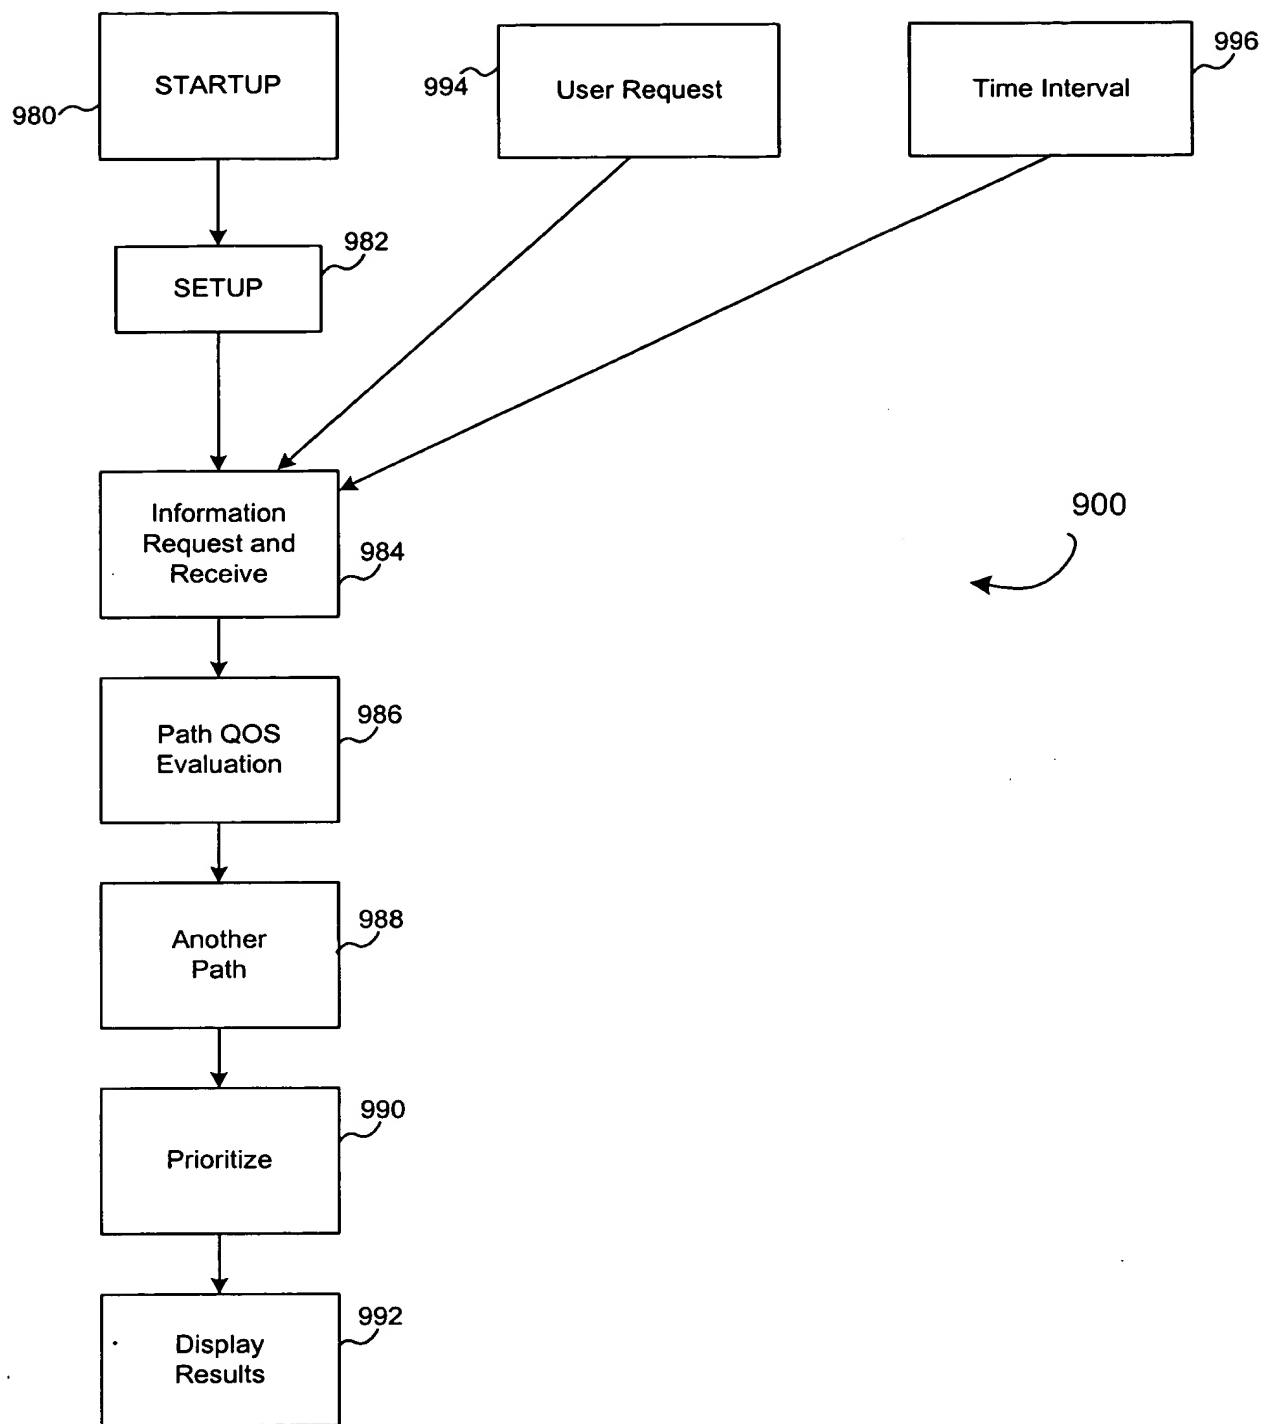 STARTUP
980
994
User Request
996
Time Interval
982
SETUP
Information
Request and
Receive
984
900
Path QOS
Evaluation
986
Another
Path
988
Prioritize
990
Display
Results
992